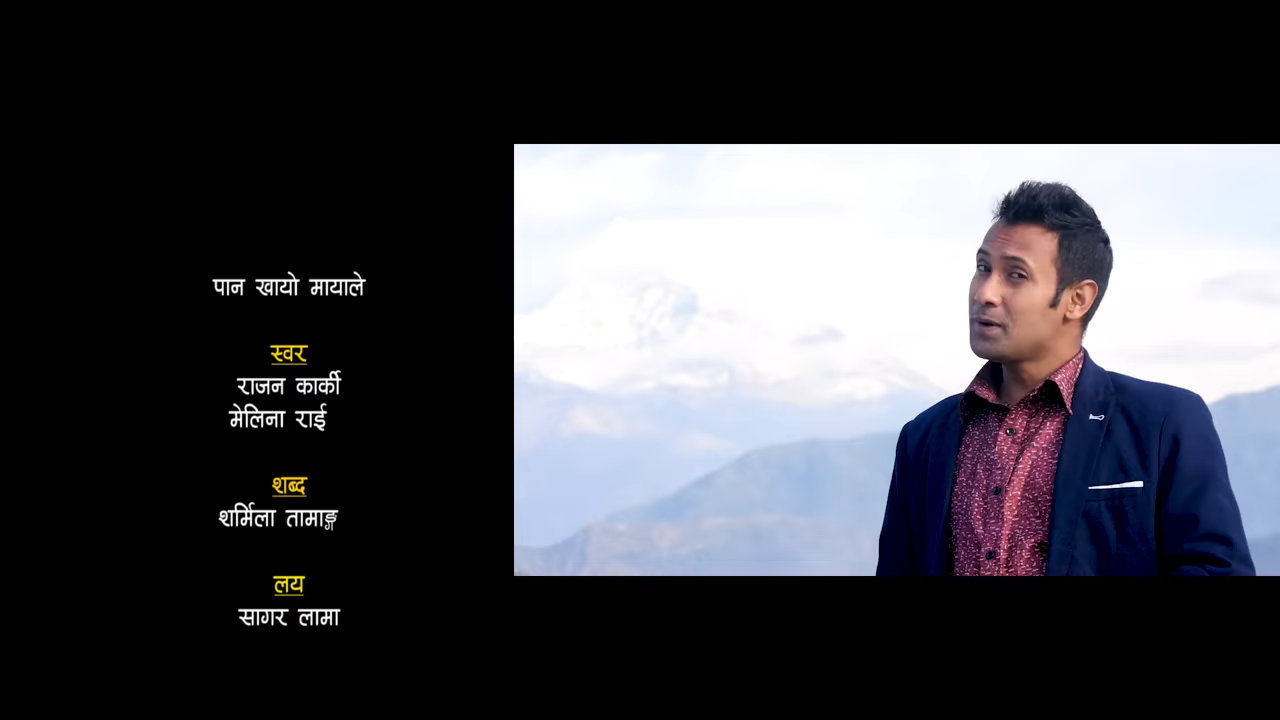 पान खायो मायाले
स्वर
राजन कार्की
मेलिना राई
शब्द
शर्मिला तामाङ्ग
लय
सागर लामा